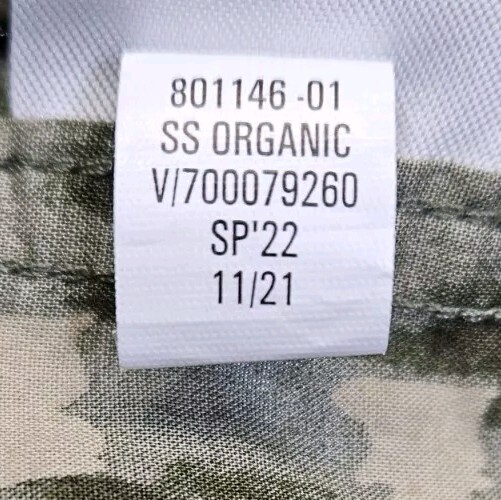 801146 -01
SS ORGANIC
V/700079260
SP'22
11/21